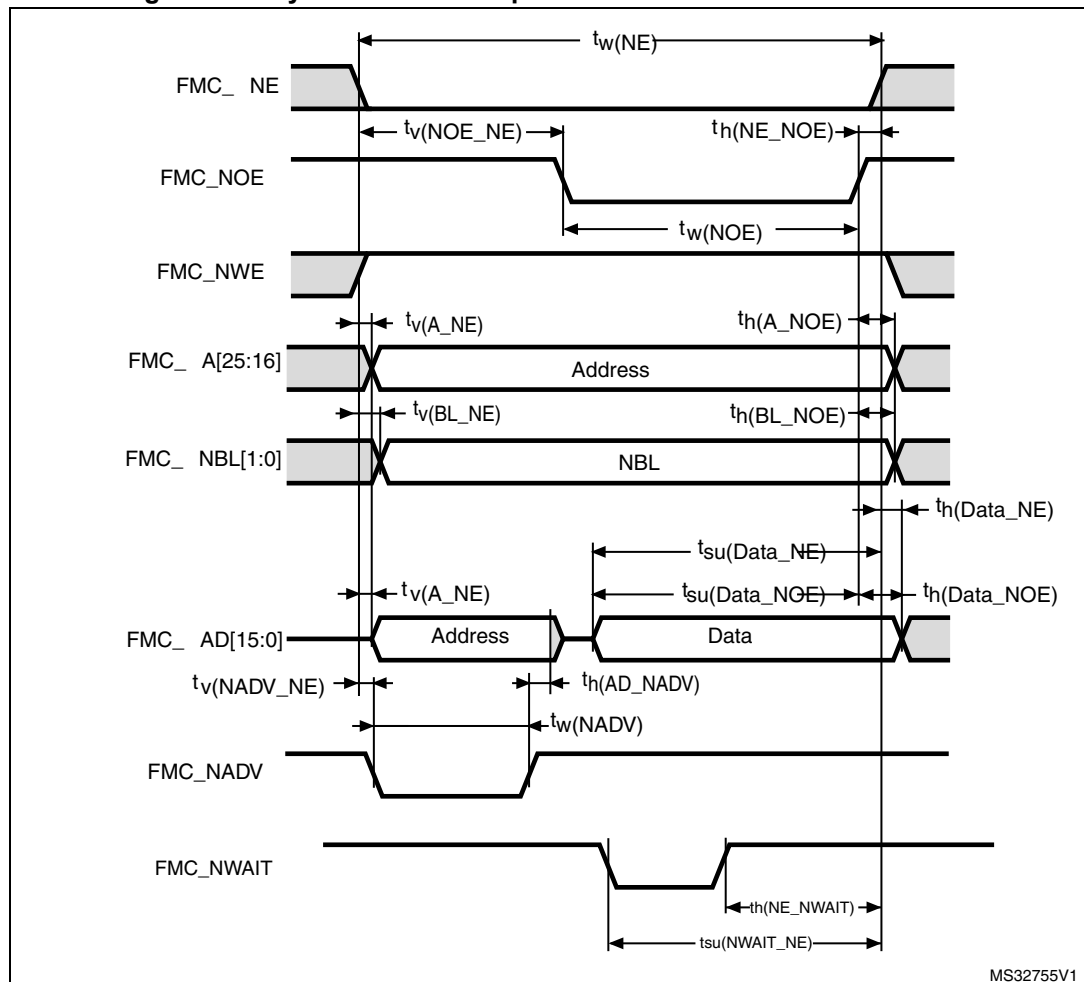 tw(NE)
FMC_ NE
tv(NOE_NE)
th(NE_NOE)
FMC_NOE
tw(NOE)
FMC_NWE
tv(A_NE)
th(A_NOE)
FMC_ A[25:16]
Address
tv(BL_NE)
th(BL_NOE)
FMC_ NBL[1:0]
NBL
th(Data_NE)
tsu(Data_NE)
tv(A_NE)
tsu(Data_NOE)
th(Data_NOE)
FMC_ AD[15:0]
Address
Data
tv(NADV_NE)
th(AD_NADV)
tw(NADV)
FMC_NADV
FMC_NWAIT
th(NE_NWAIT)
tsu(NWAIT_NE)
MS32755V1